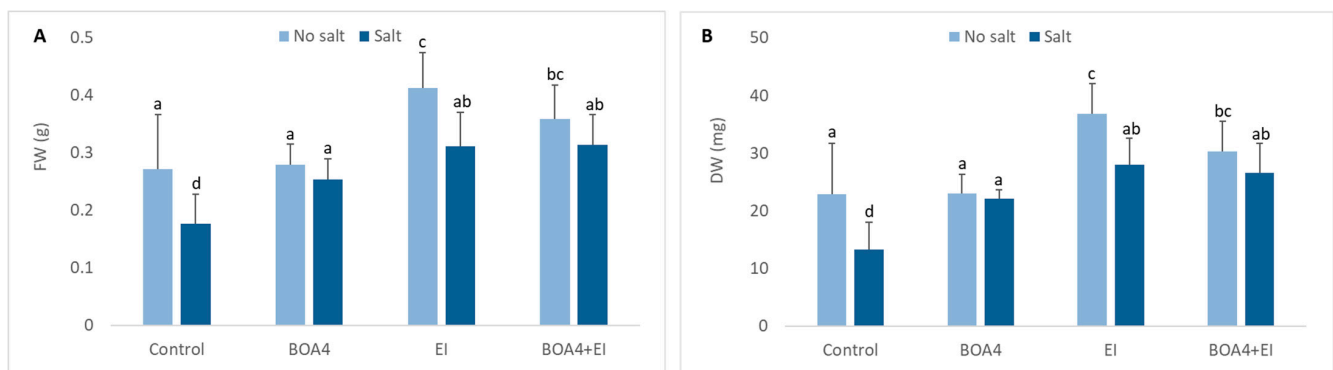 A
No salt Salt
FW (g)
0.5
0.4
0.3
0.2
0.1
0
a
d
a
a
c
ab
bc
ab
Control
BOA4
EI
BOA4+EI
B
No salt Salt
DW (mg)
50
40
30
20
10
0
a
d
a
a
c
ab
bc
ab
Control
BOA4
EI
BOA4+EI